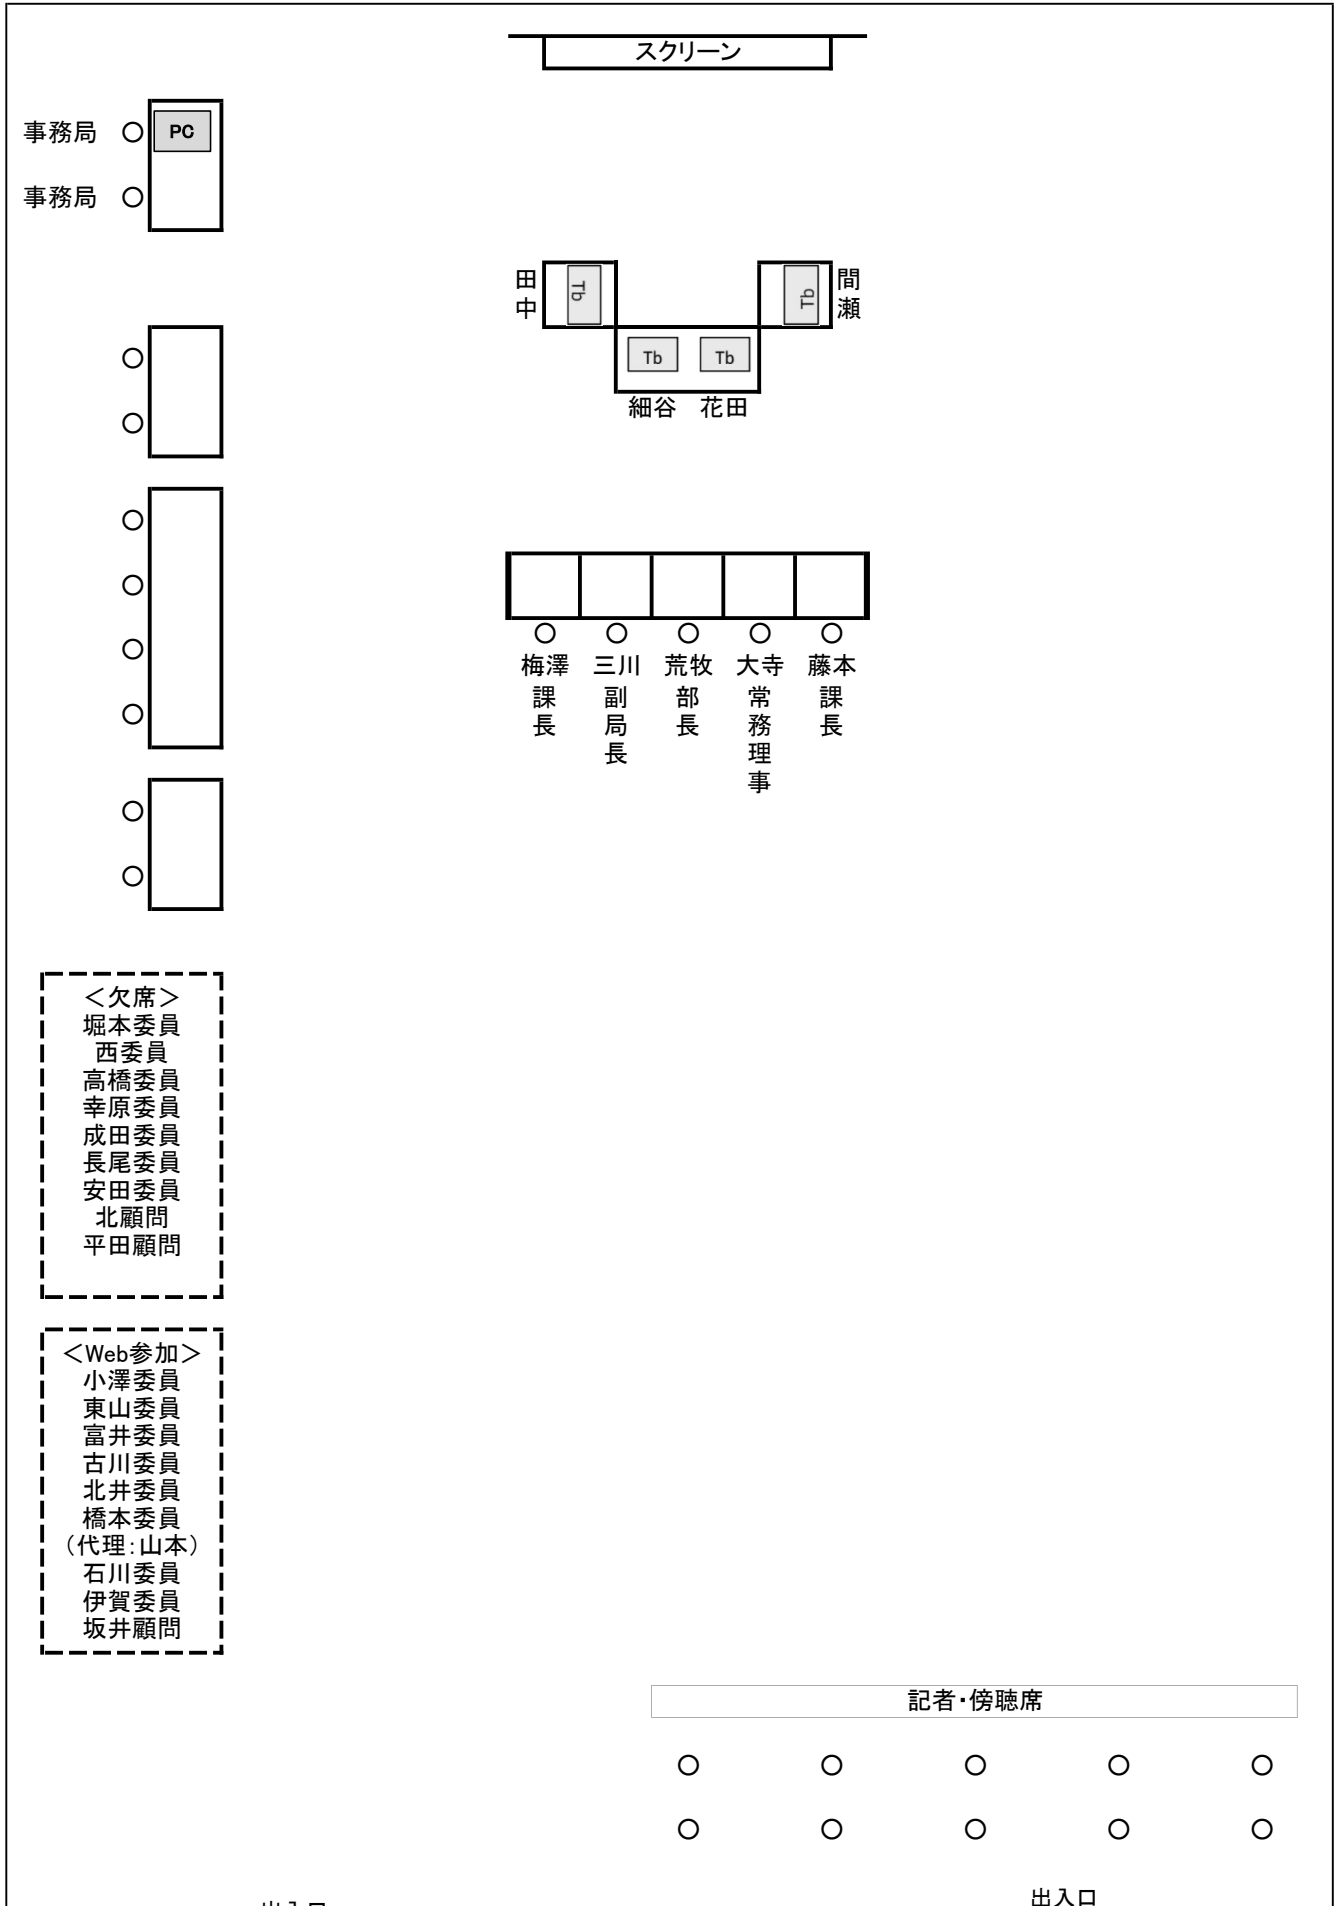 スクリーン
事務局
PC
事務局
田中
Tb
Tb
間瀬
Tb
Tb
細谷
花田
梅澤課長
三川副局長
荒牧部長
大寺常務理事
藤本課長
＜欠席＞
堀本委員
西委員
高橋委員
幸原委員
成田委員
長尾委員
安田委員
北顧問
平田顧問
＜Web参加＞
小澤委員
東山委員
富井委員
古川委員
北井委員
橋本委員
（代理：山本）
石川委員
伊賀委員
坂井顧問
記者・傍聴席
出入口
出入口